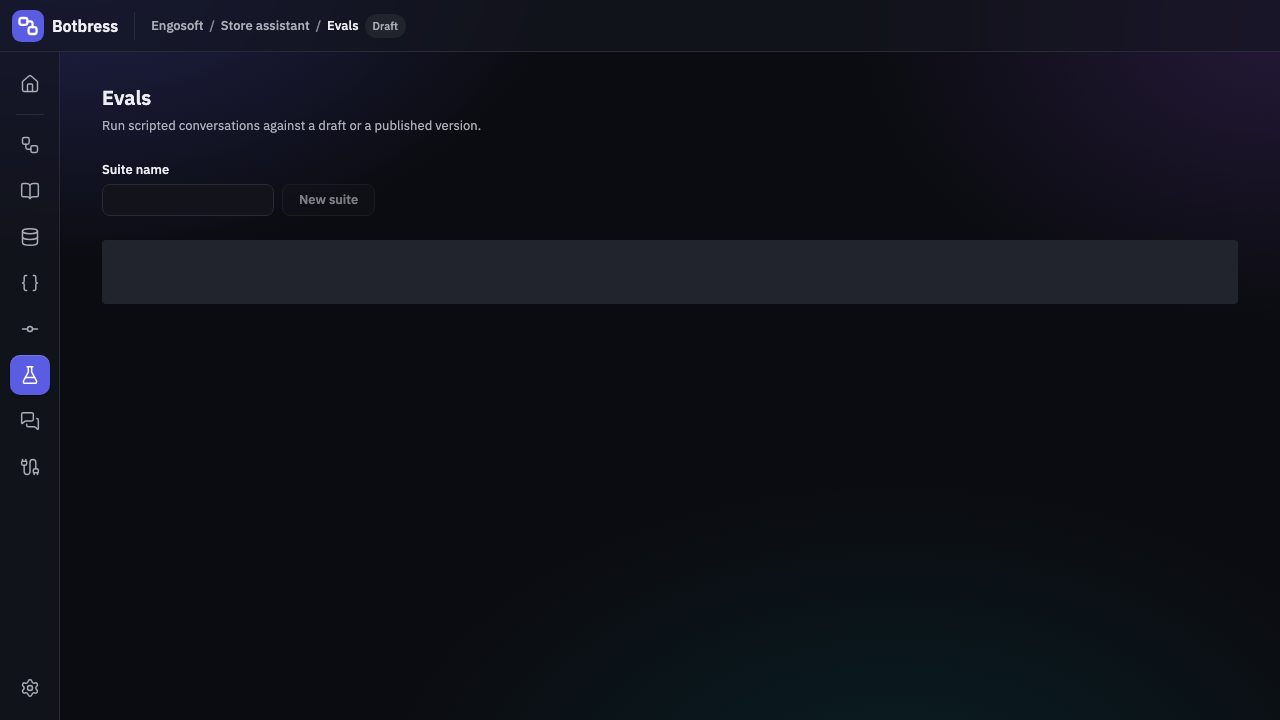 Botbress
Engosoft / Store assistant / Evals Draft
Evals
Run scripted conversations against a draft or a published version.
Suite name
New suite